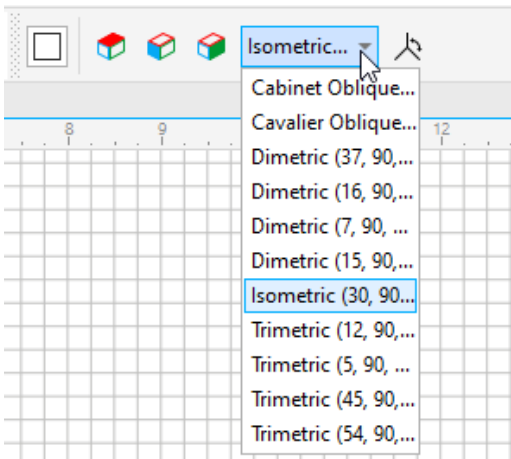 Isometric...
Cabinet Oblique...
Cavalier Oblique...
8 9 12
Dimetric (37, 90,...
Dimetric (16, 90,...
Dimetric (7, 90, ...
Dimetric (15, 90,...
Isometric (30, 90...
Trimetric (12, 90,...
Trimetric (5, 90, ...
Trimetric (45, 90,...
Trimetric (54, 90,...